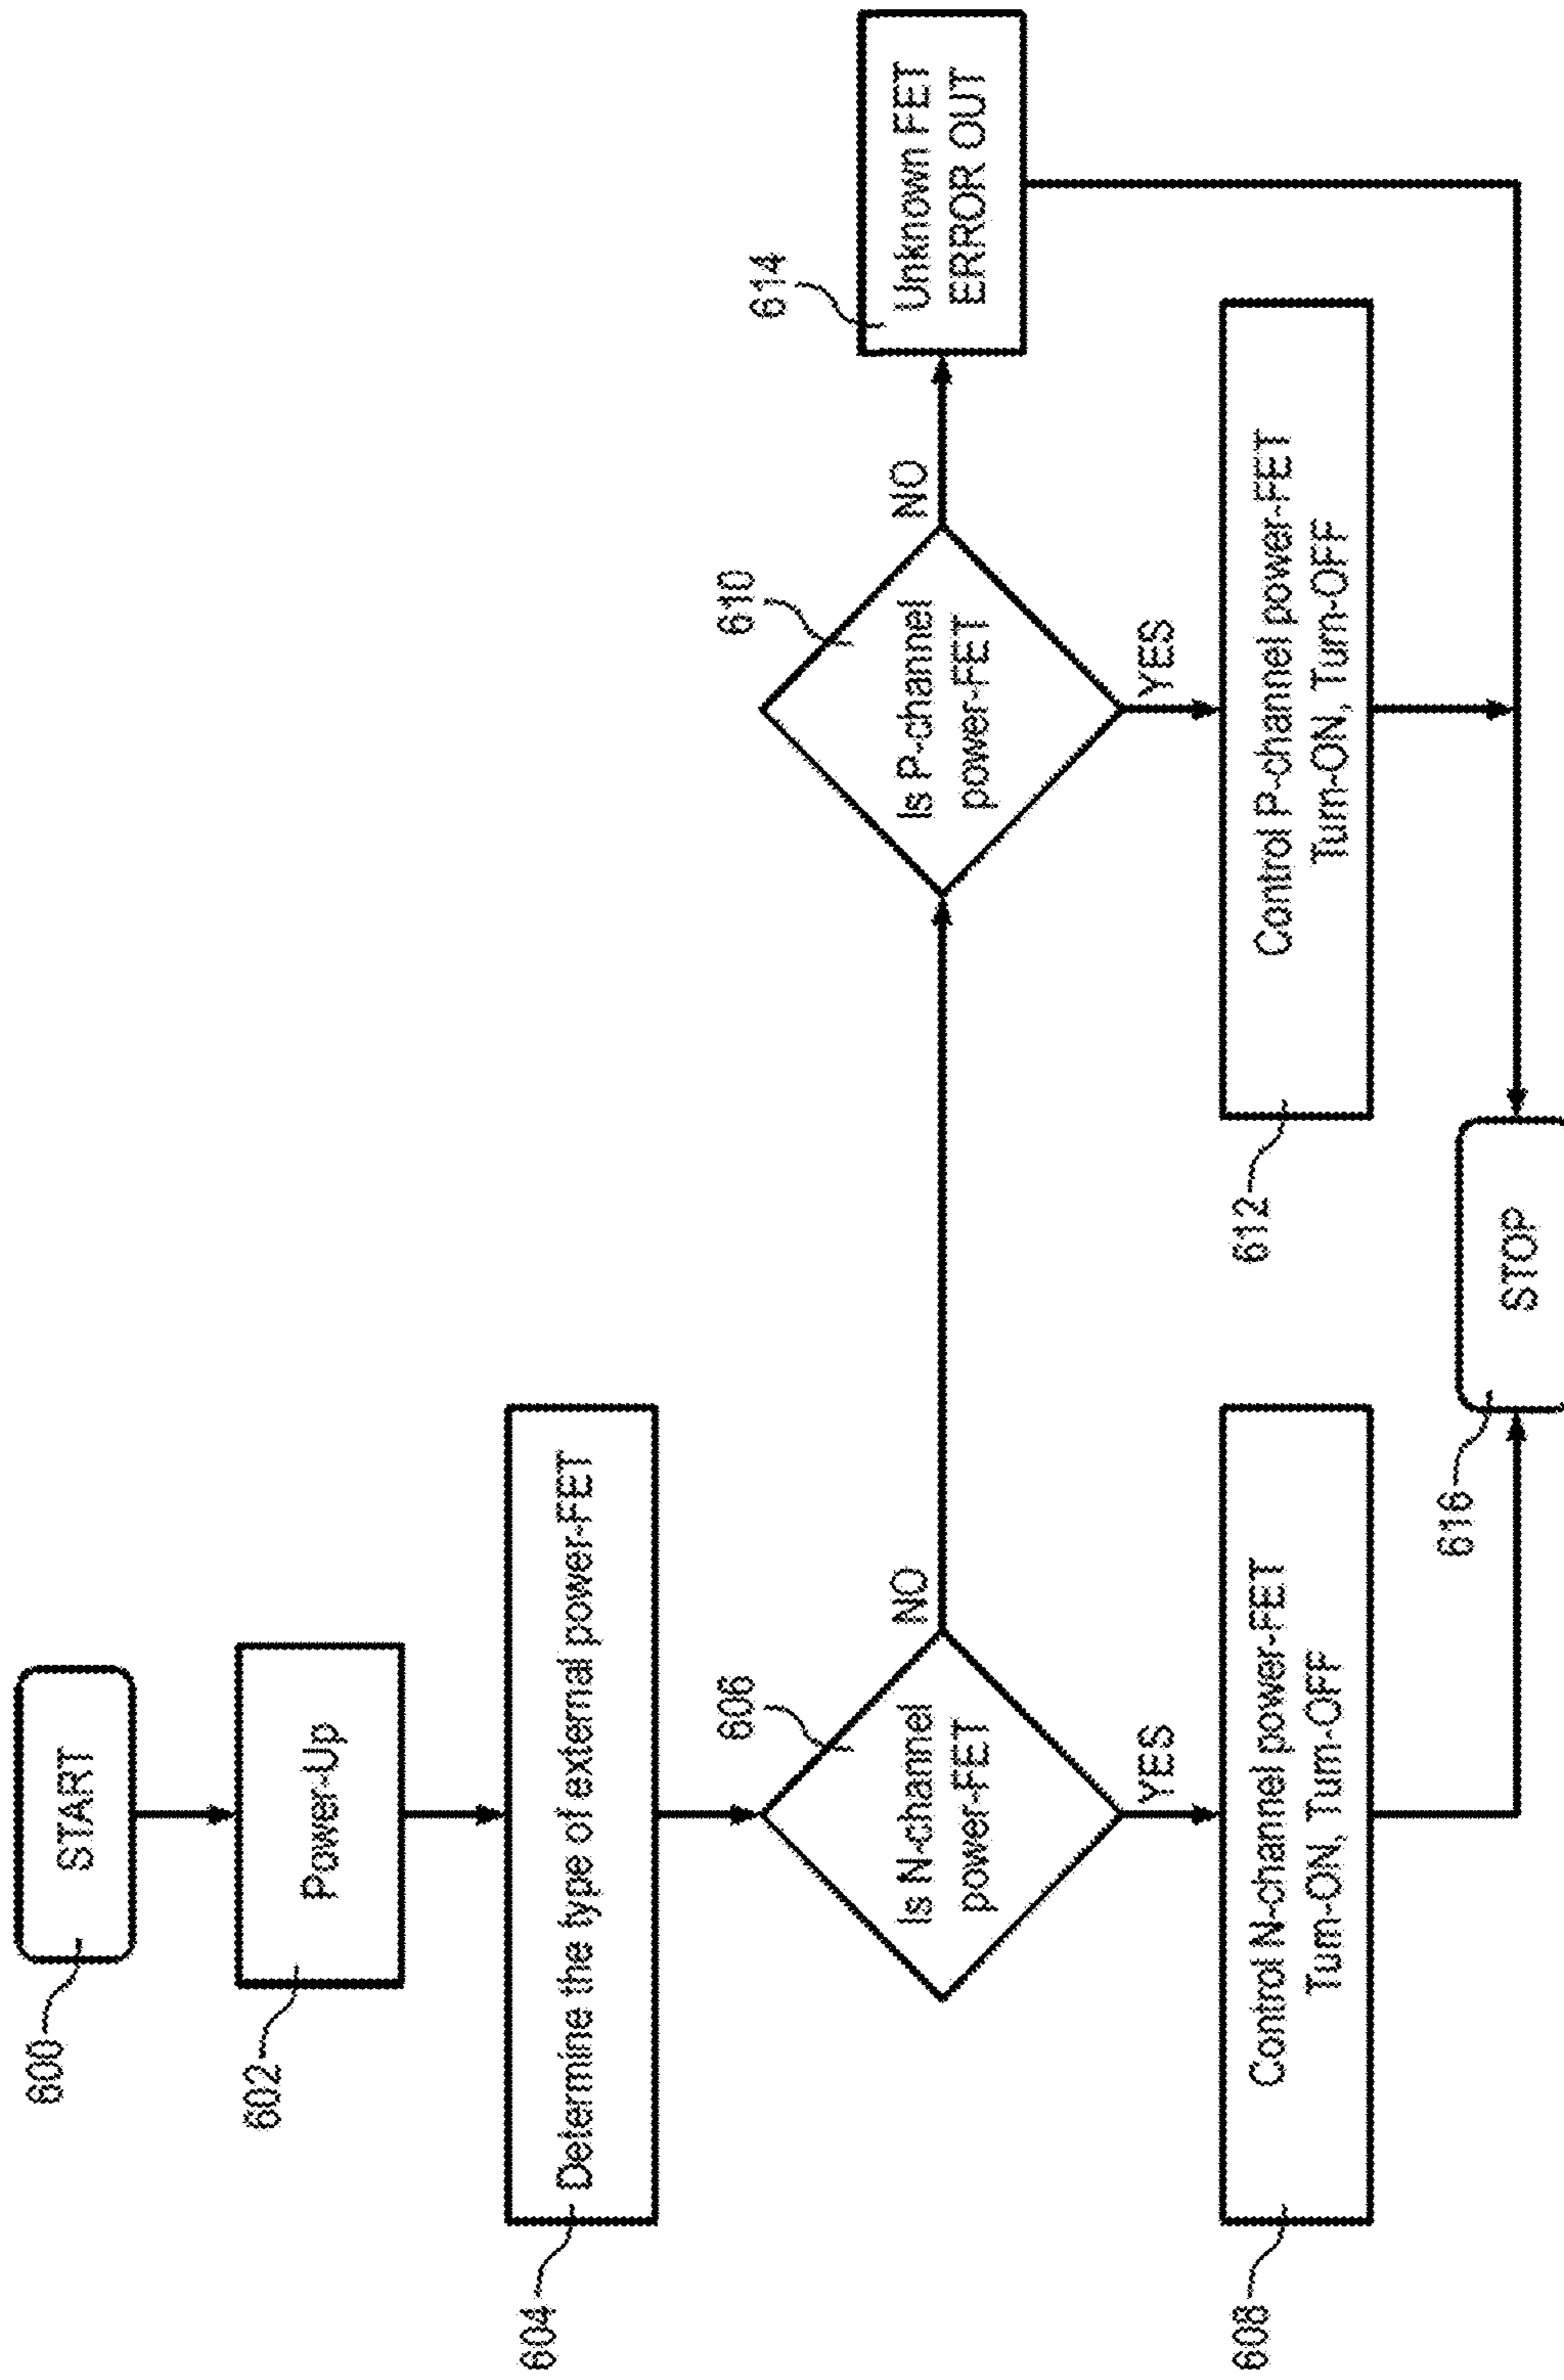 600
START
602
Power-Up
604
Determine the type of external power-FET
606
Is N-channel
power-FET
NO
YES
608
Control N-channel power-FET
Turn-ON, Turn-OFF
610
Is P-channel
power-FET
NO
YES
612
Control P-channel power-FET
Turn-ON, Turn-OFF
614
Unknown FET
ERROR OUT
616
STOP